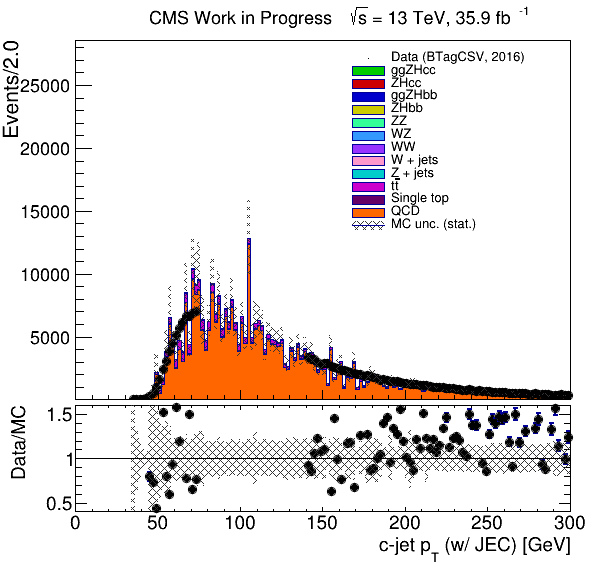 CMS Work in Progress √s = 13 TeV, 35.9 fb⁻¹
Events/2.0
25000
20000
15000
10000
5000
Data (BTagCSV, 2016)
ggZHcc
ZHcc
ggZHbb
ZHbb
ZZ
WZ
WW
W + jets
Z + jets
tt̅
Single top
QCD
MC unc. (stat.)
Data/MC
1.5
1
0.5
0 50 100 150 200 250 300
c-jet p_T (w/ JEC) [GeV]